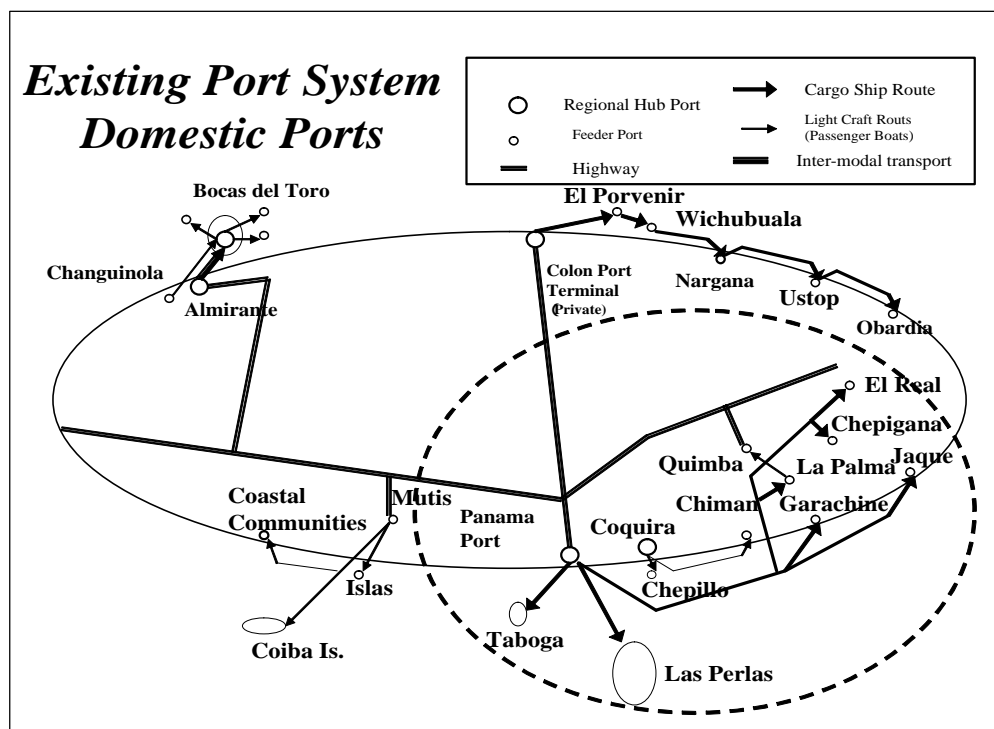 Existing Port System
Domestic Ports
Regional Hub Port
Feeder Port
Highway
Cargo Ship Route
Light Craft Routs
(Passenger Boats)
Inter-modal transport
Bocas del Toro
El Porvenir
Wichubuala
Changuinola
Almirante
Colon Port
Terminal
(Private)
Nargana
Ustop
Obardia
El Real
Chepigana
Jaque
Quimba
La Palma
Chiman
Garachine
Coastal
Communities
Mutis
Panama
Port
Coquira
Islas
Chepillo
Coiba Is.
Taboga
Las Perlas